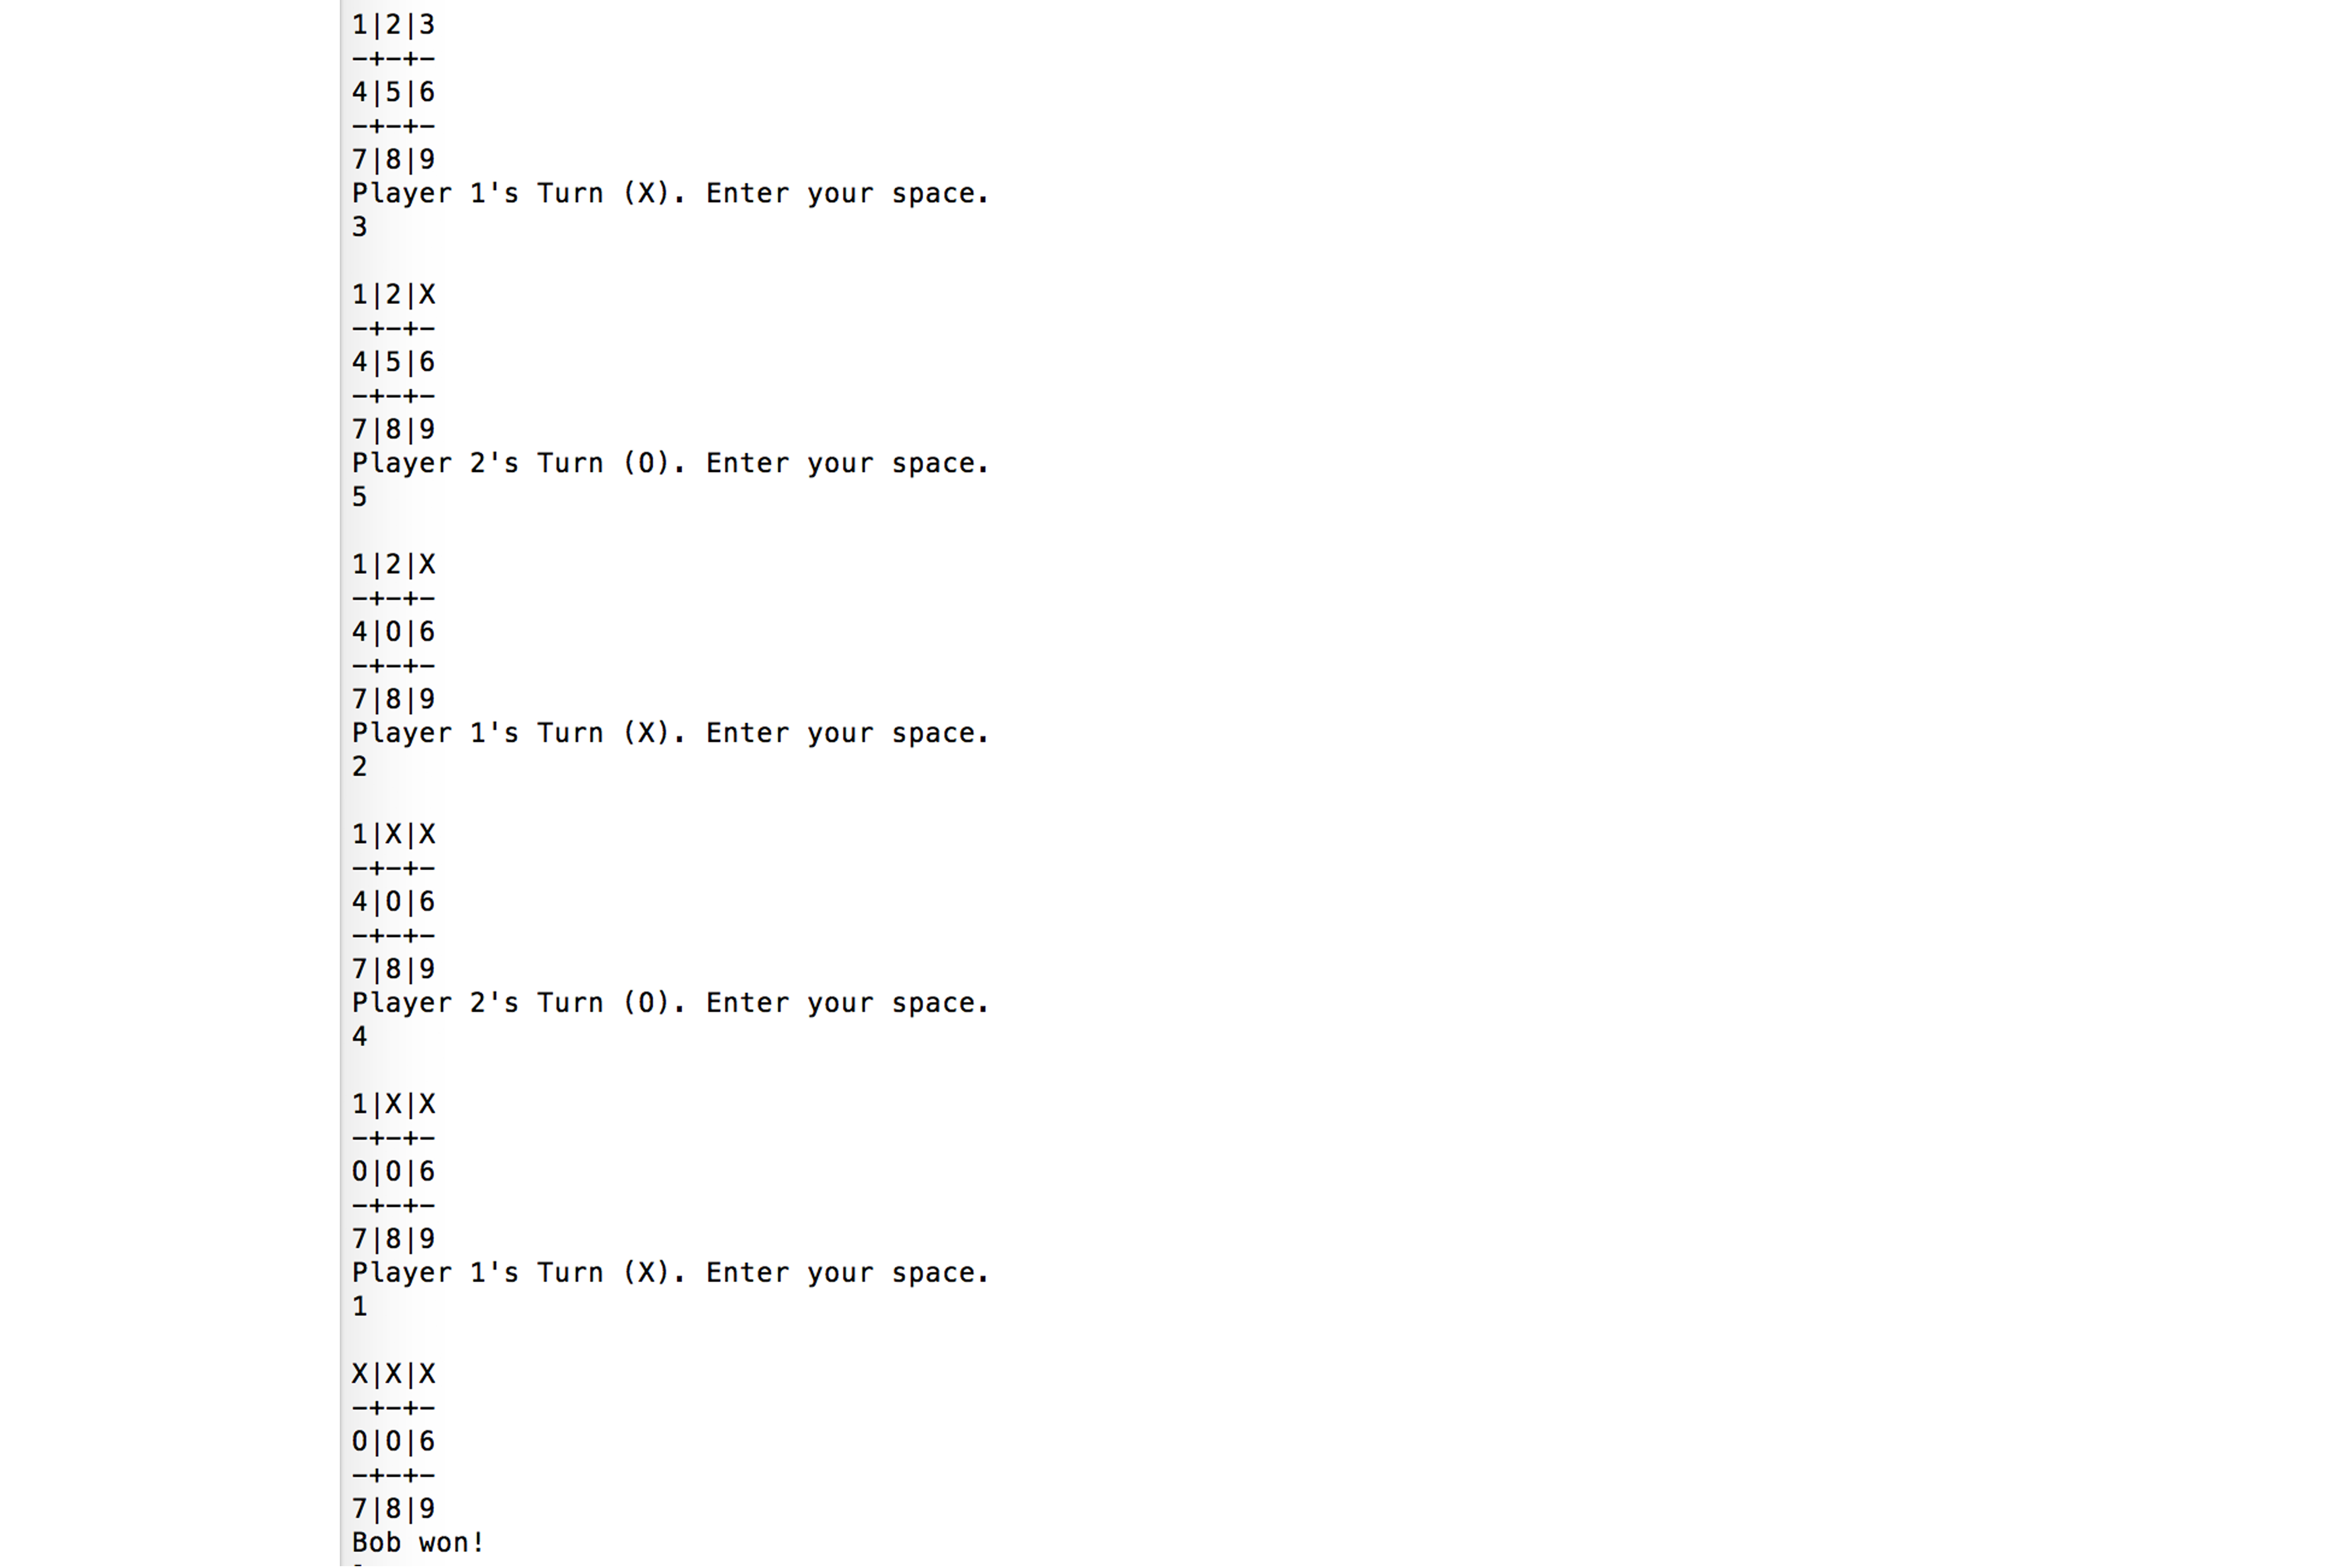 1|2|3
-+-+-
4|5|6
-+-+-
7|8|9
Player 1's Turn (X). Enter your space.
3
1|2|X
-+-+-
4|5|6
-+-+-
7|8|9
Player 2's Turn (O). Enter your space.
5
1|2|X
-+-+-
4|O|6
-+-+-
7|8|9
Player 1's Turn (X). Enter your space.
2
1|X|X
-+-+-
4|O|6
-+-+-
7|8|9
Player 2's Turn (O). Enter your space.
4
1|X|X
-+-+-
O|O|6
-+-+-
7|8|9
Player 1's Turn (X). Enter your space.
1
X|X|X
-+-+-
O|O|6
-+-+-
7|8|9
Bob won!